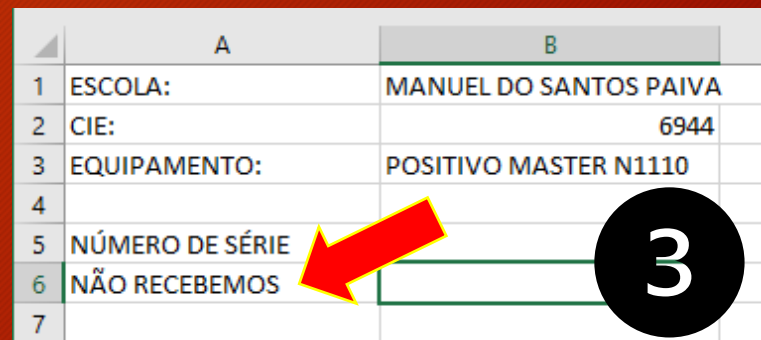 A B
1 ESCOLA: MANUEL DO SANTOS PAIVA
2 CIE: 6944
3 EQUIPAMENTO: POSITIVO MASTER N1110
4
5 NÚMERO DE SÉRIE
6 NÃO RECEBEMOS
7
3